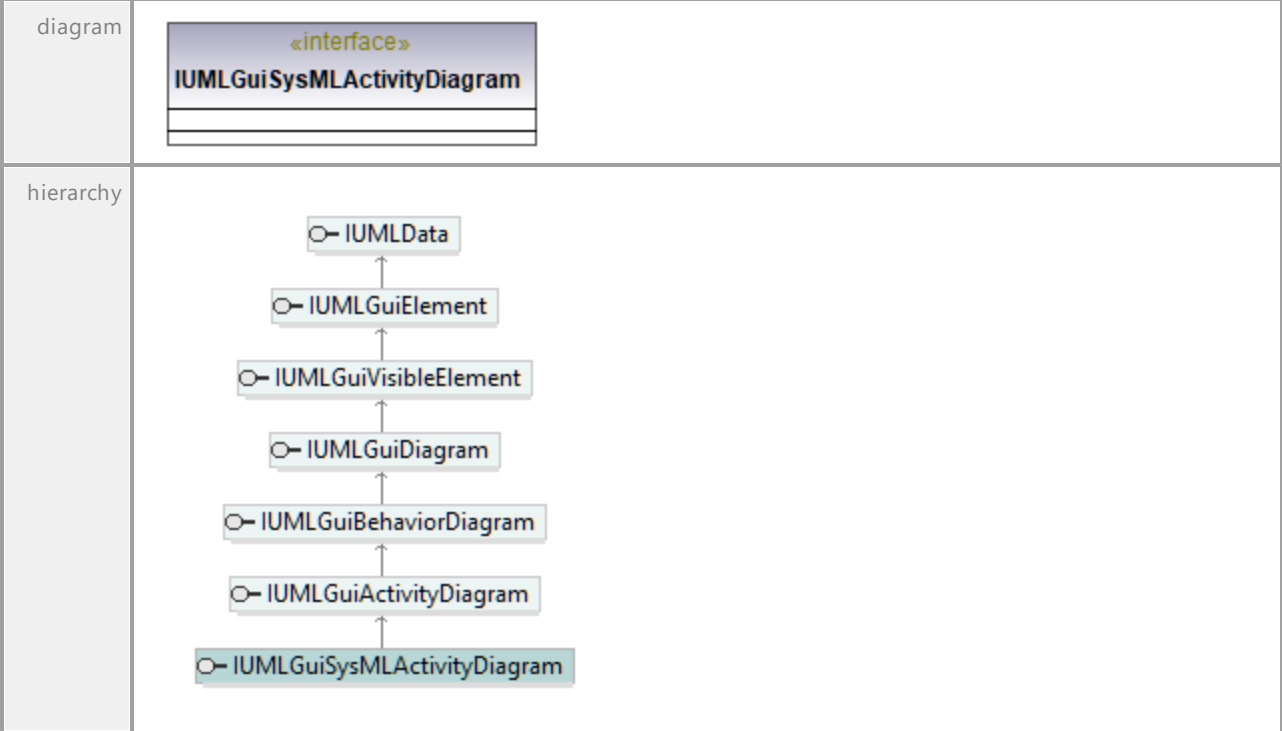 diagram
«interface»
IUMLGuiSysMLActivityDiagram
hierarchy
IUMLData
IUMLGuiElement
IUMLGuiVisibleElement
IUMLGuiDiagram
IUMLGuiBehaviorDiagram
IUMLGuiActivityDiagram
IUMLGuiSysMLActivityDiagram